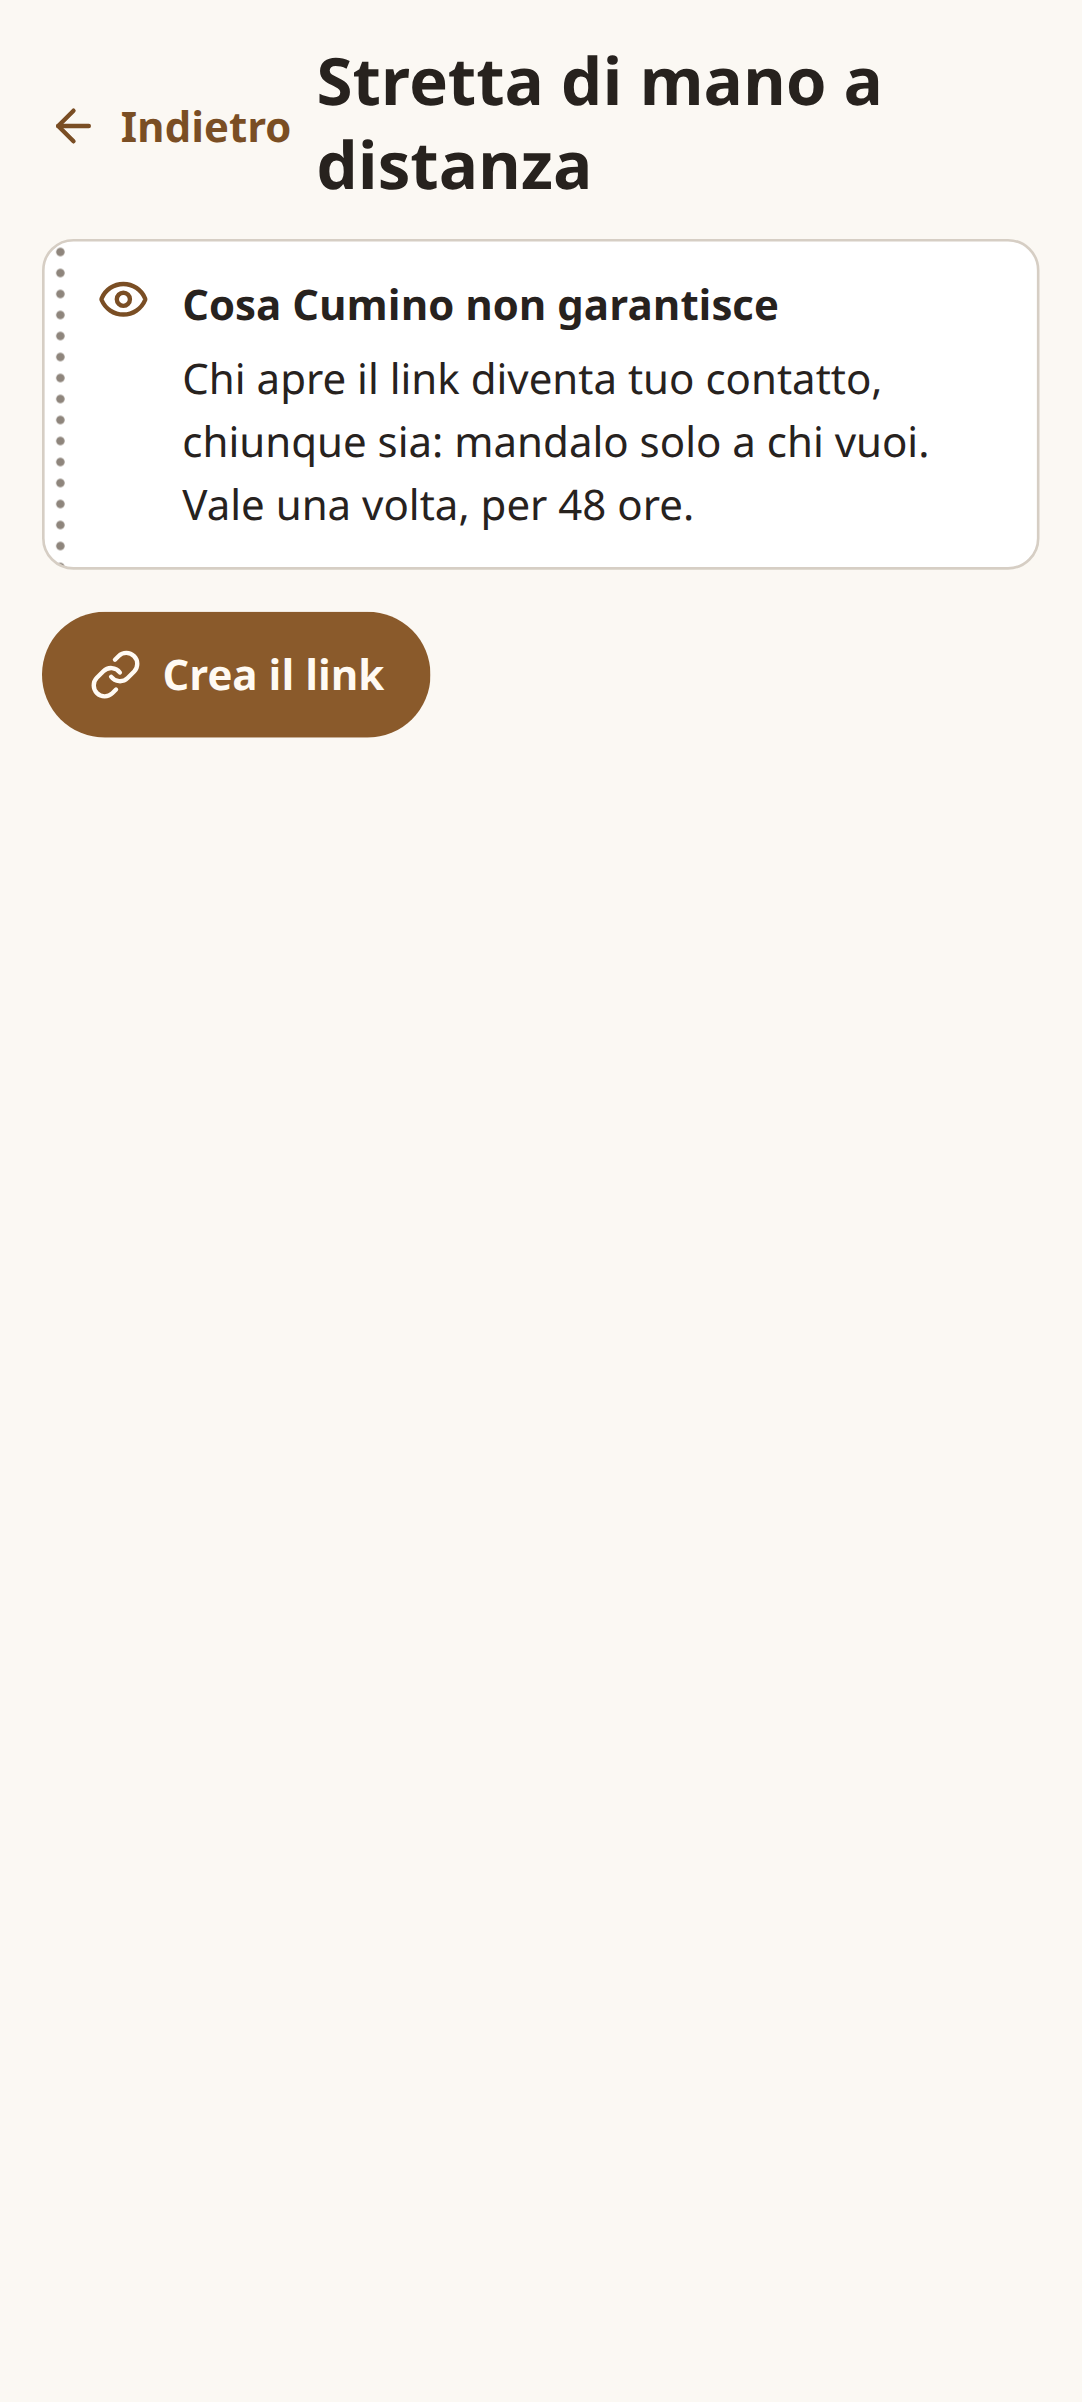 Indietro
Stretta di mano a
distanza
Cosa Cumino non garantisce
Chi apre il link diventa tuo contatto,
chiunque sia: mandalo solo a chi vuoi.
Vale una volta, per 48 ore.
Crea il link